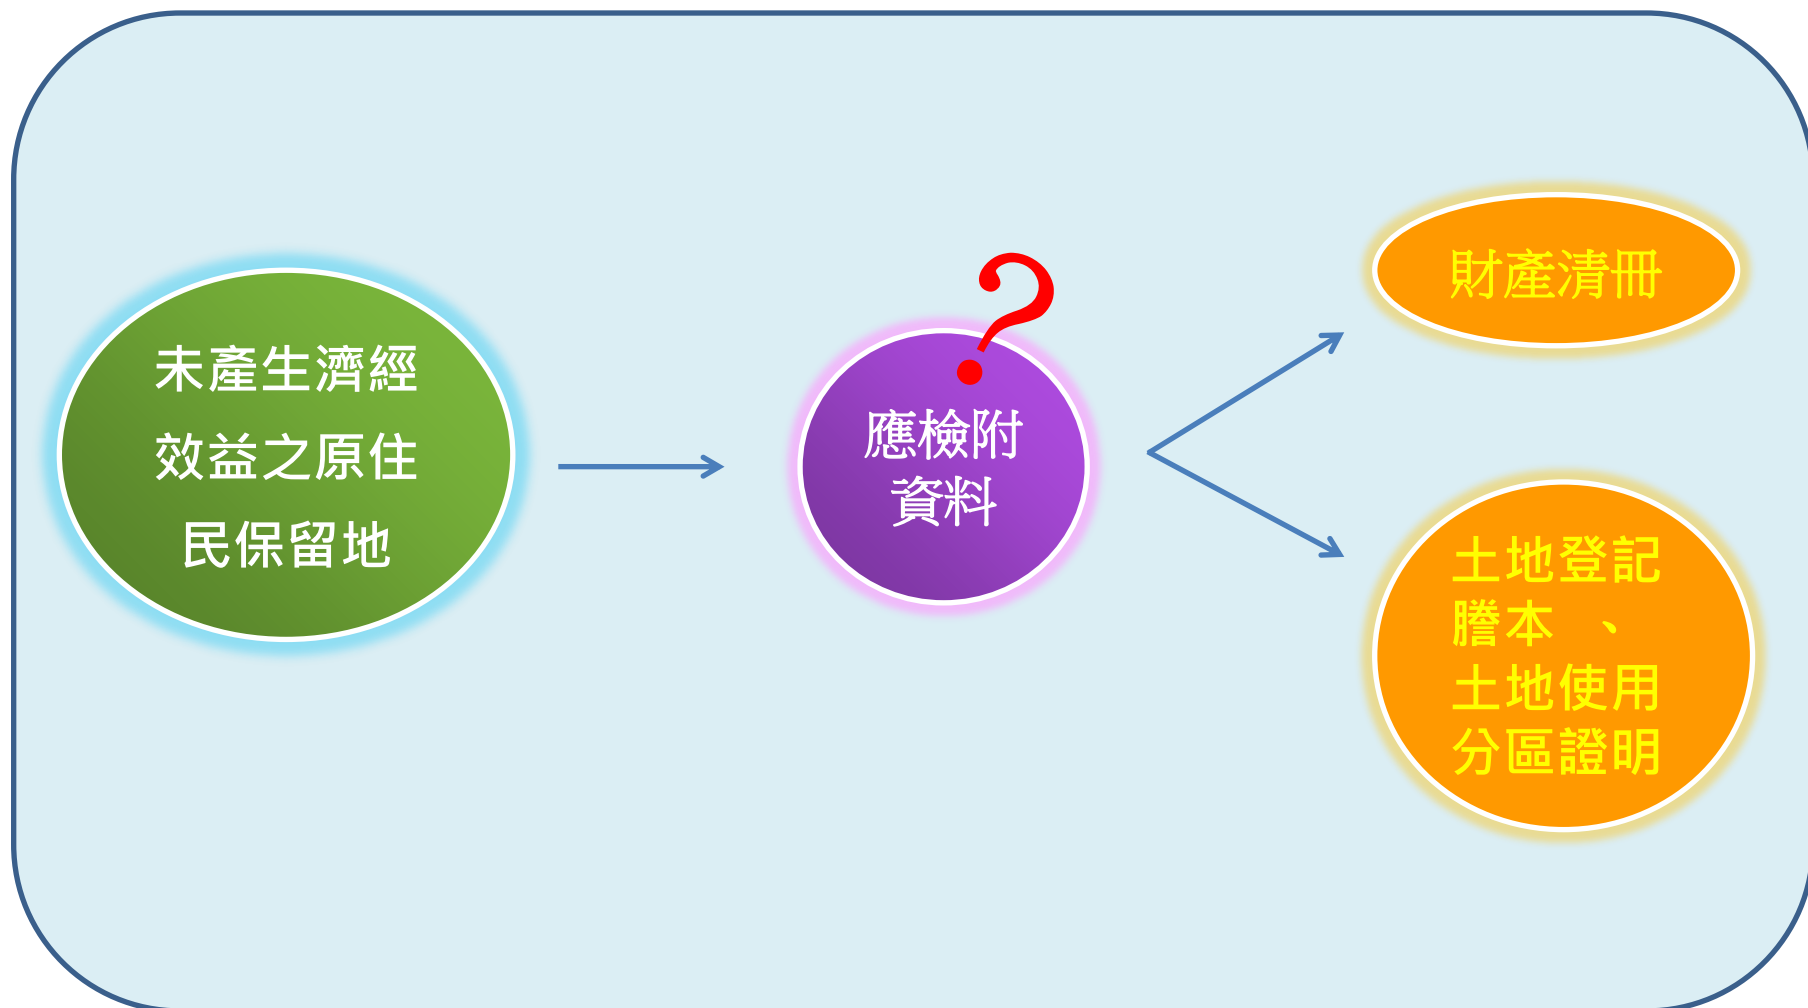 未產生濟經
效益之原住
民保留地
?
應檢附
資料
財產清冊
土地登記
謄本 、
土地使用
分區證明